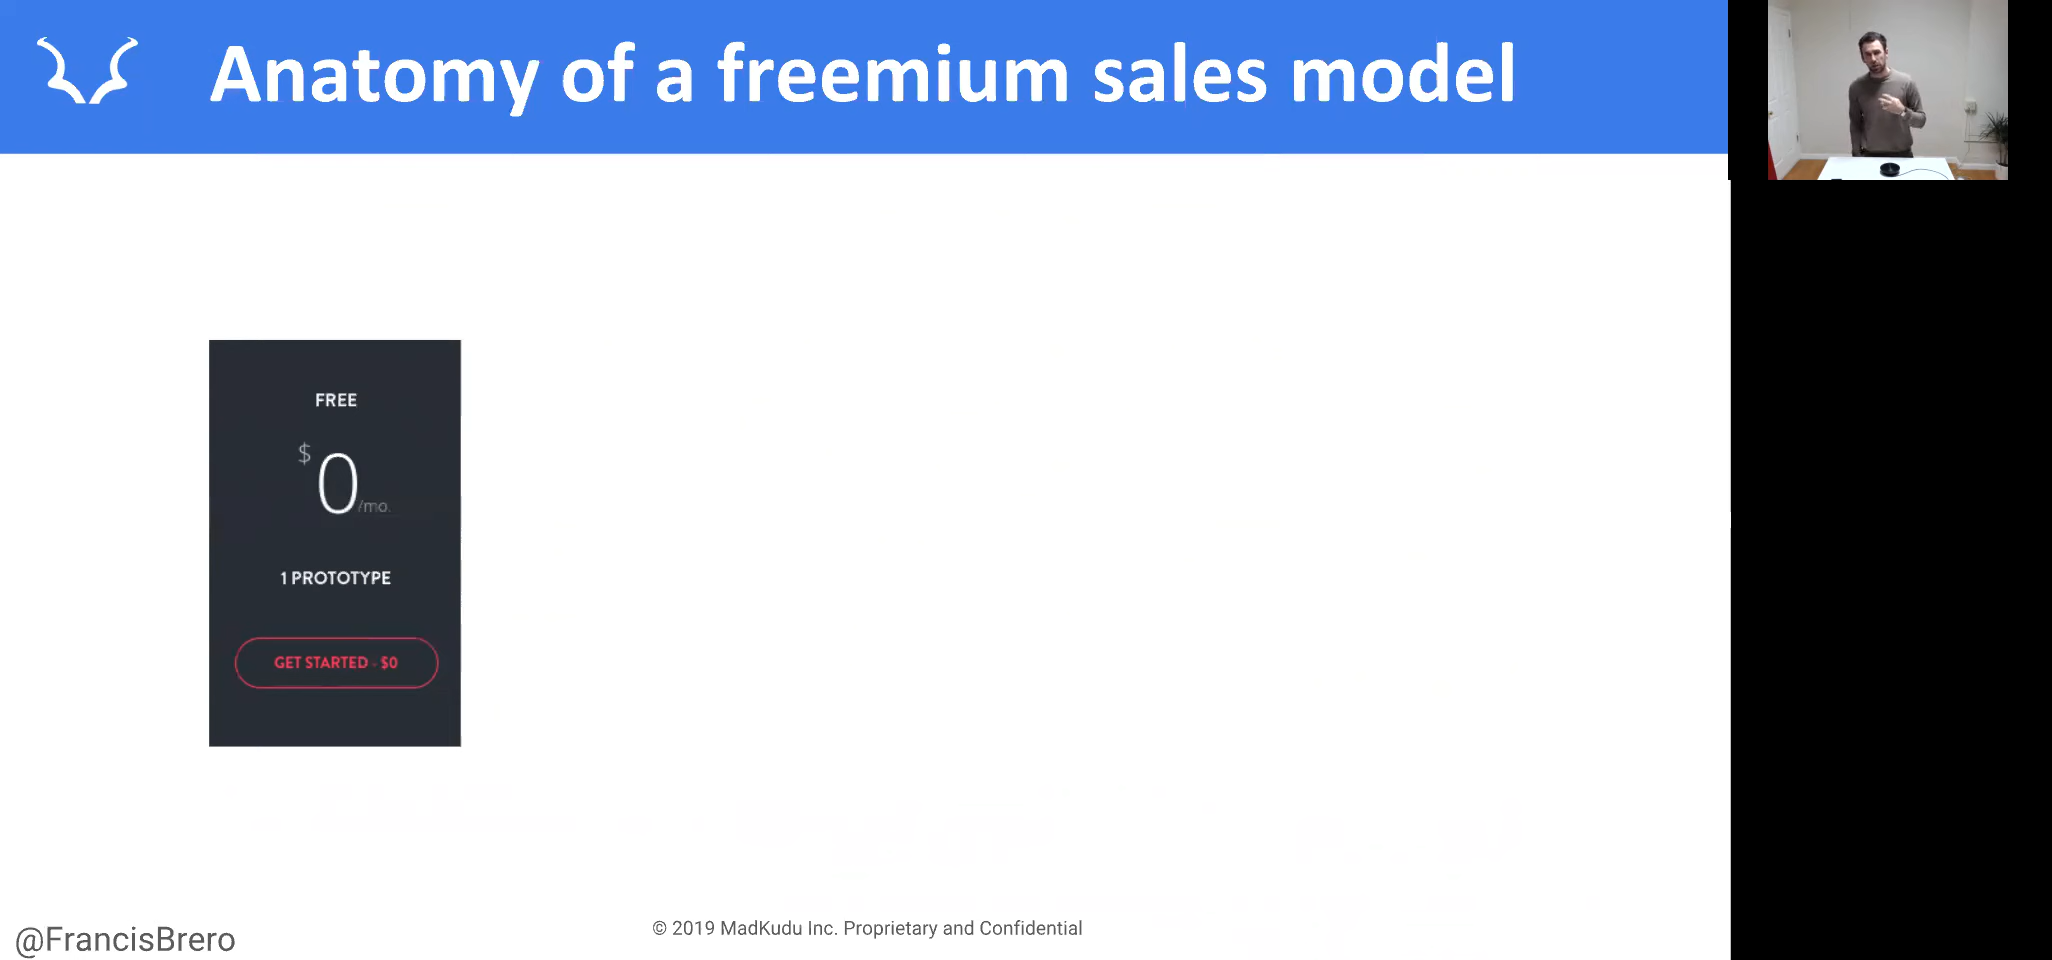 Anatomy of a freemium sales model
FREE
$0/mo.
1 PROTOTYPE
GET STARTED - $0
© 2019 MadKudu Inc. Proprietary and Confidential
@FrancisBrero